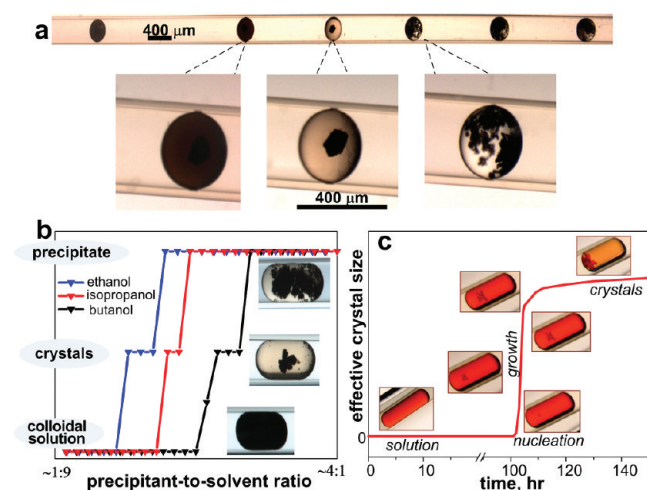 a
400 μm
400 μm
b
precipitate
ethanol
isopropanol
butanol
crystals
colloidal
solution
~1:9
~4:1
precipitant-to-solvent ratio
c
effective crystal size
crystals
growth
0
solution
nucleation
0
10
100
120
140
time, hr